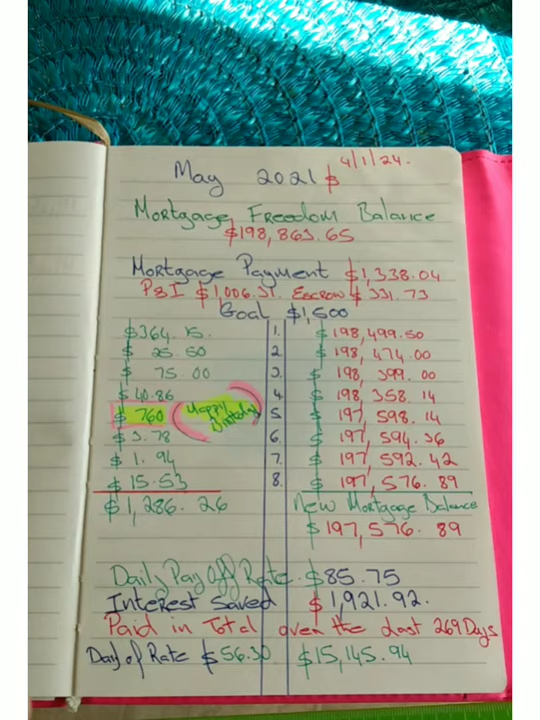 4/1/24.
May 2021 $
Mortgage Freedom Balance
$198,863.65
Mortgage Payment $1,338.04
P&I $1,006.31. Escrow $331.73
Goal $1,500
$364.15. 1. $198,499.50
$ 25.50 2 $198,474.00
$ 75.00 3. $198,399.00
$40.86 4. $198,358.14
$ 760 Happy Birthday 5 $197,598.14
$3.78 6. $197,594.36
$1.94 7. $197,592.42
$15.53 8. $197,576.89
$1,286.26 New Mortgage Balance
$197,576.89
Daily Pay Off Rate. $85.75
Interest Saved $1,921.92.
Paid in Total over the last 269 Days
Daily of Rate $56.30 $15,145.94